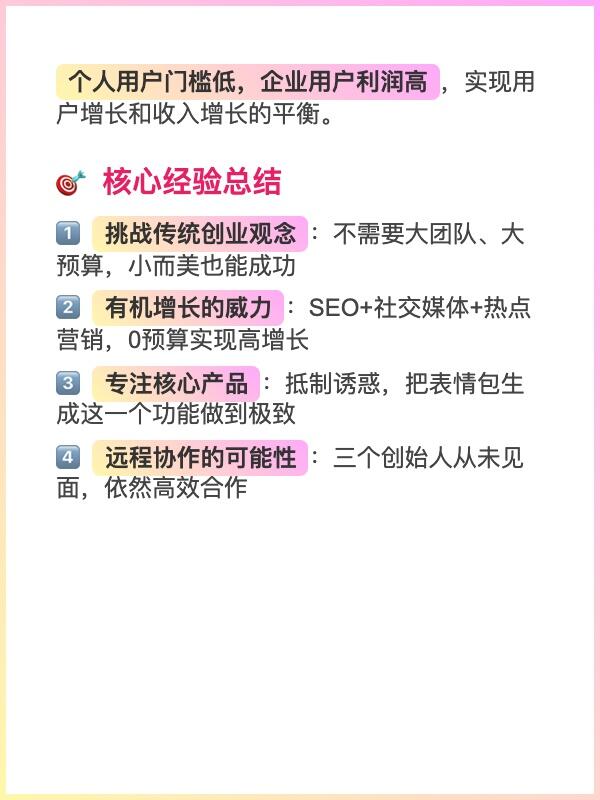 个人用户门槛低，企业用户利润高，实现用
户增长和收入增长的平衡。
🎯 核心经验总结
1️⃣ 挑战传统创业观念：不需要大团队、大
预算，小而美也能成功
2️⃣ 有机增长的威力：SEO+社交媒体+热点
营销，0预算实现高增长
3️⃣ 专注核心产品：抵制诱惑，把表情包生
成这一个功能做到极致
4️⃣ 远程协作的可能性：三个创始人从未见
面，依然高效合作